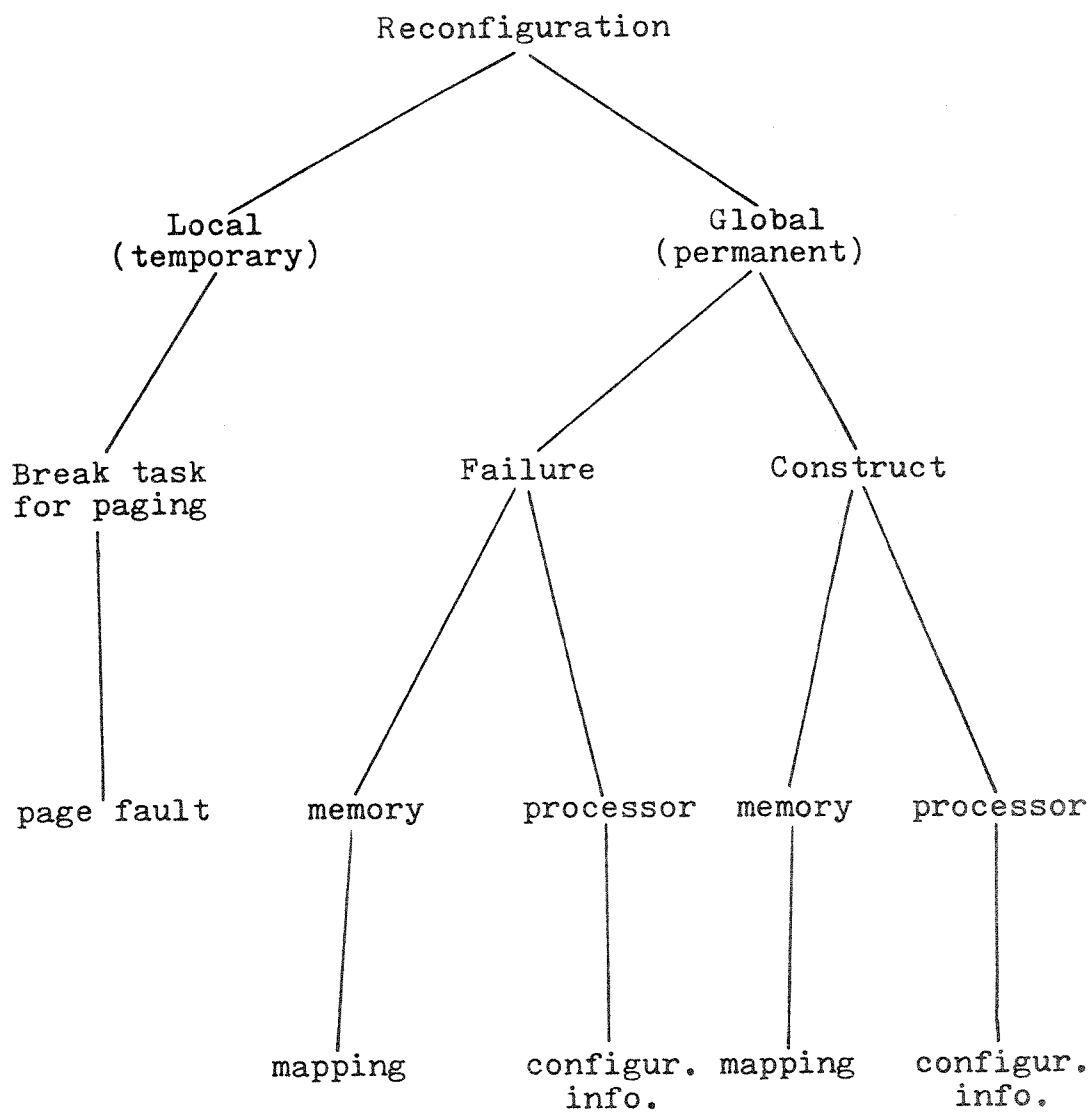 Reconfiguration
Local
(temporary)
Global
(permanent)
Break task
for paging
Failure
Construct
page fault
memory
processor
memory
processor
mapping
configur.
info.
mapping
configur.
info.